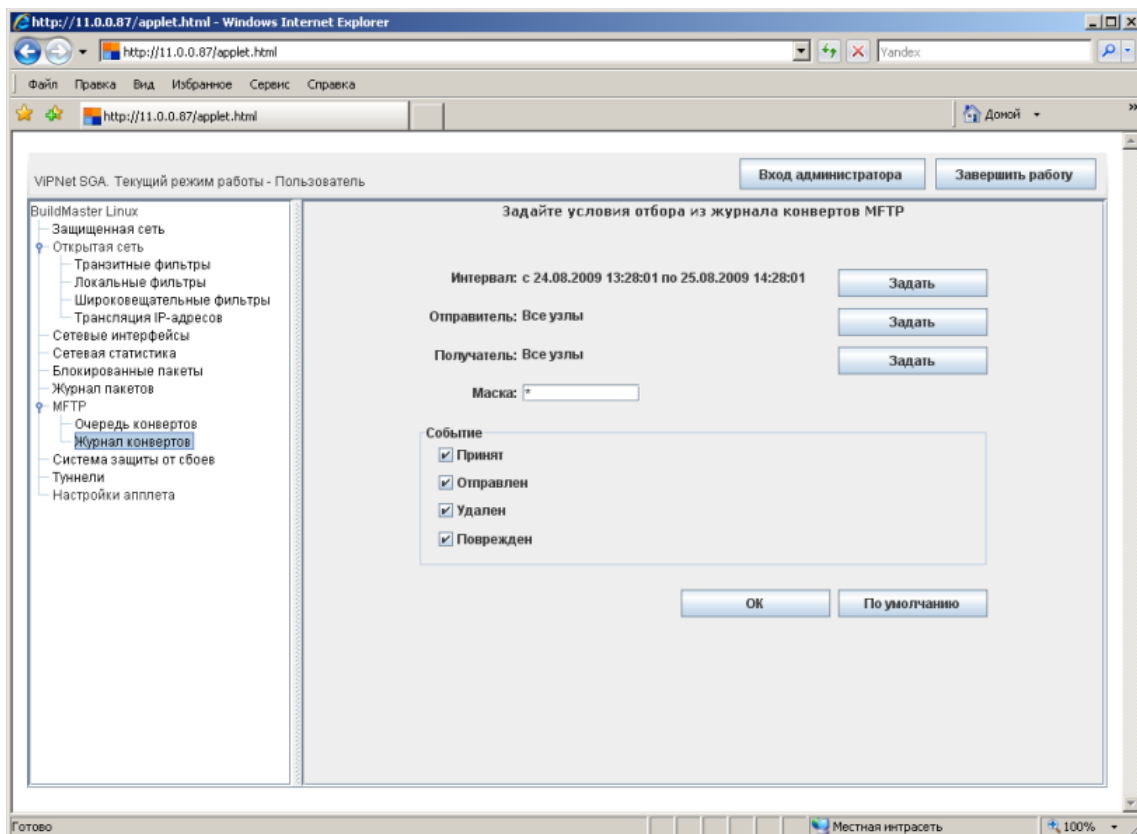 http://11.0.0.87/applet.html - Windows Internet Explorer
http://11.0.0.87/applet.html
Yandex
Файл Правка Вид Избранное Сервис Справка
http://11.0.0.87/applet.html
Домой
ViPNet SGA. Текущий режим работы - Пользователь
Вход администратора
Завершить работу
BuildMaster Linux
Защищенная сеть
Открытая сеть
Транзитные фильтры
Локальные фильтры
Широковещательные фильтры
Трансляция IP-адресов
Сетевые интерфейсы
Сетевая статистика
Блокированные пакеты
Журнал пакетов
MFTP
Очередь конвертов
Журнал конвертов
Система защиты от сбоев
Туннели
Настройки апплета
Задайте условия отбора из журнала конвертов MFTP
Интервал: с 24.08.2009 13:28:01 по 25.08.2009 14:28:01
Задать
Отправитель: Все узлы
Задать
Получатель: Все узлы
Задать
Маска: *
Событие
Принят
Отправлен
Удален
Поврежден
ОК
По умолчанию
Готово
Местная интрасеть
100%